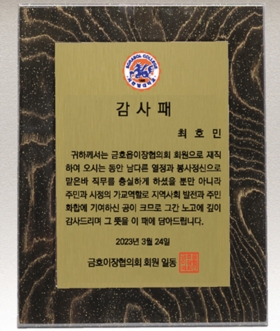 감사패
최호민
귀하께서는 금호읍이장협의회 회원으로 재직
하여 오시는 동안 남다른 열정과 봉사정신으로
맡은바 직무를 충실하게 하셨을 뿐만 아니라
주민과 시정의 가교역할로 지역사회 발전과 주민
화합에 기여하신 공이 크므로 그간 노고에 깊이
감사드리며 그 뜻을 이 패에 담아드립니다.
2023년 3월 24일
금호이장협의회 회원 일동